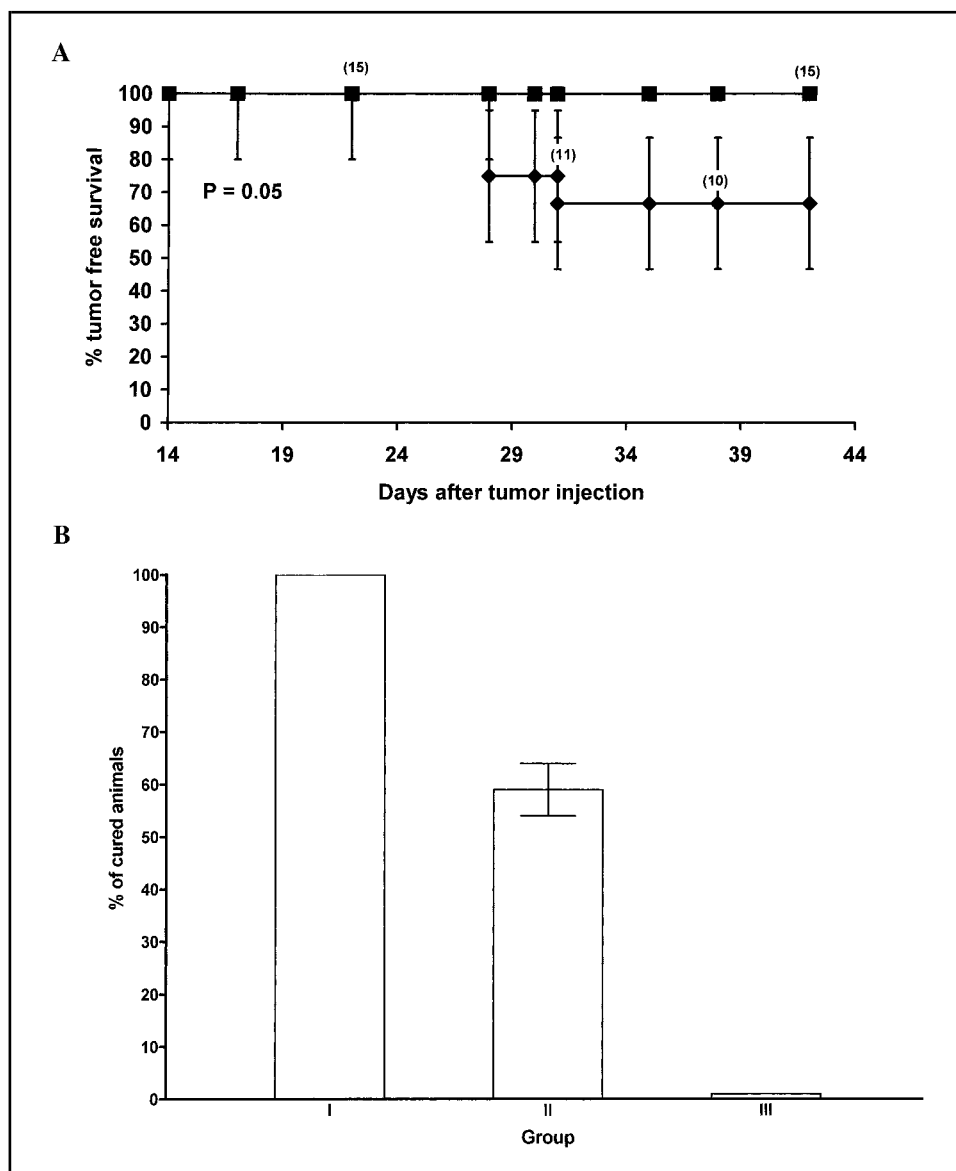 A
(15)
(15)
100
90
80
70
60
50
40
30
20
10
0
% tumor free survival
P = 0.05
(11)
(10)
14 19 24 29 34 39 44
Days after tumor injection
B
100
90
80
70
60
50
40
30
20
10
0
% of cured animals
I II III
Group